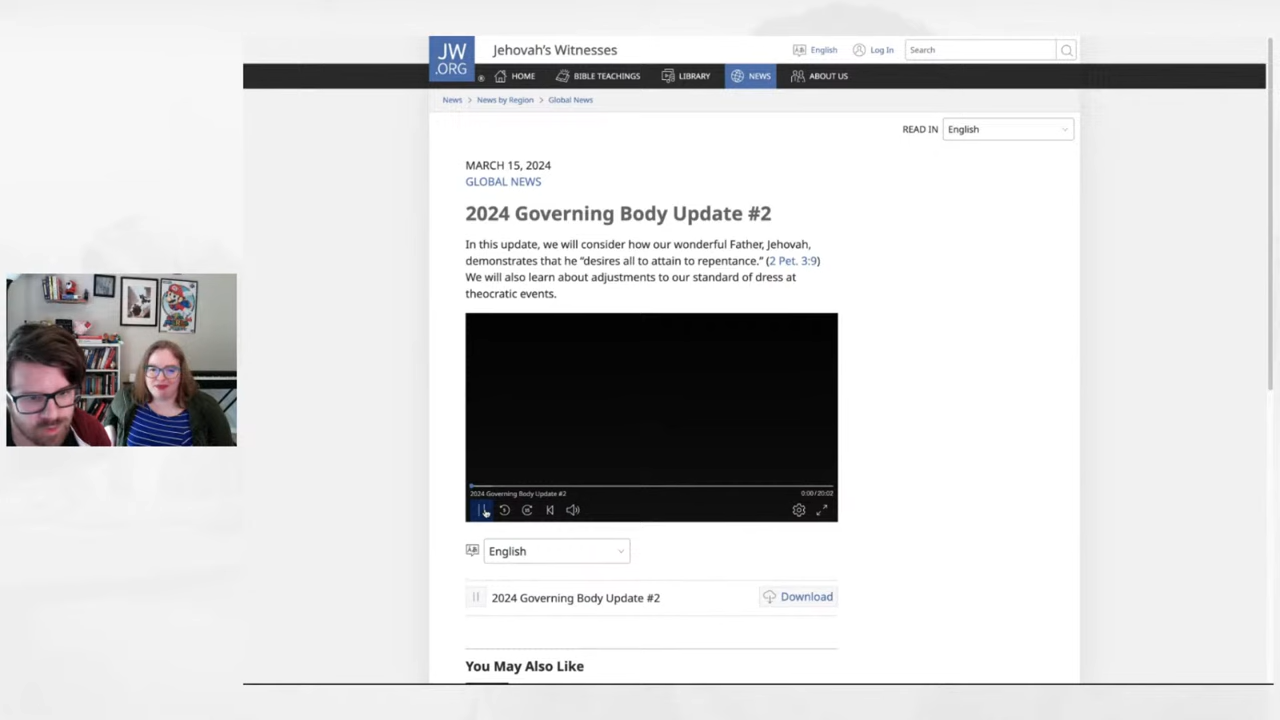 JW
.ORG
®
Jehovah's Witnesses
English
Log In
Search
HOME
BIBLE TEACHINGS
LIBRARY
NEWS
ABOUT US
News > News by Region > Global News
READ IN English
MARCH 15, 2024
GLOBAL NEWS
2024 Governing Body Update #2
In this update, we will consider how our wonderful Father, Jehovah,
demonstrates that he “desires all to attain to repentance.” (2 Pet. 3:9)
We will also learn about adjustments to our standard of dress at
theocratic events.
2024 Governing Body Update #2
0:00/20:02
English
2024 Governing Body Update #2
Download
You May Also Like